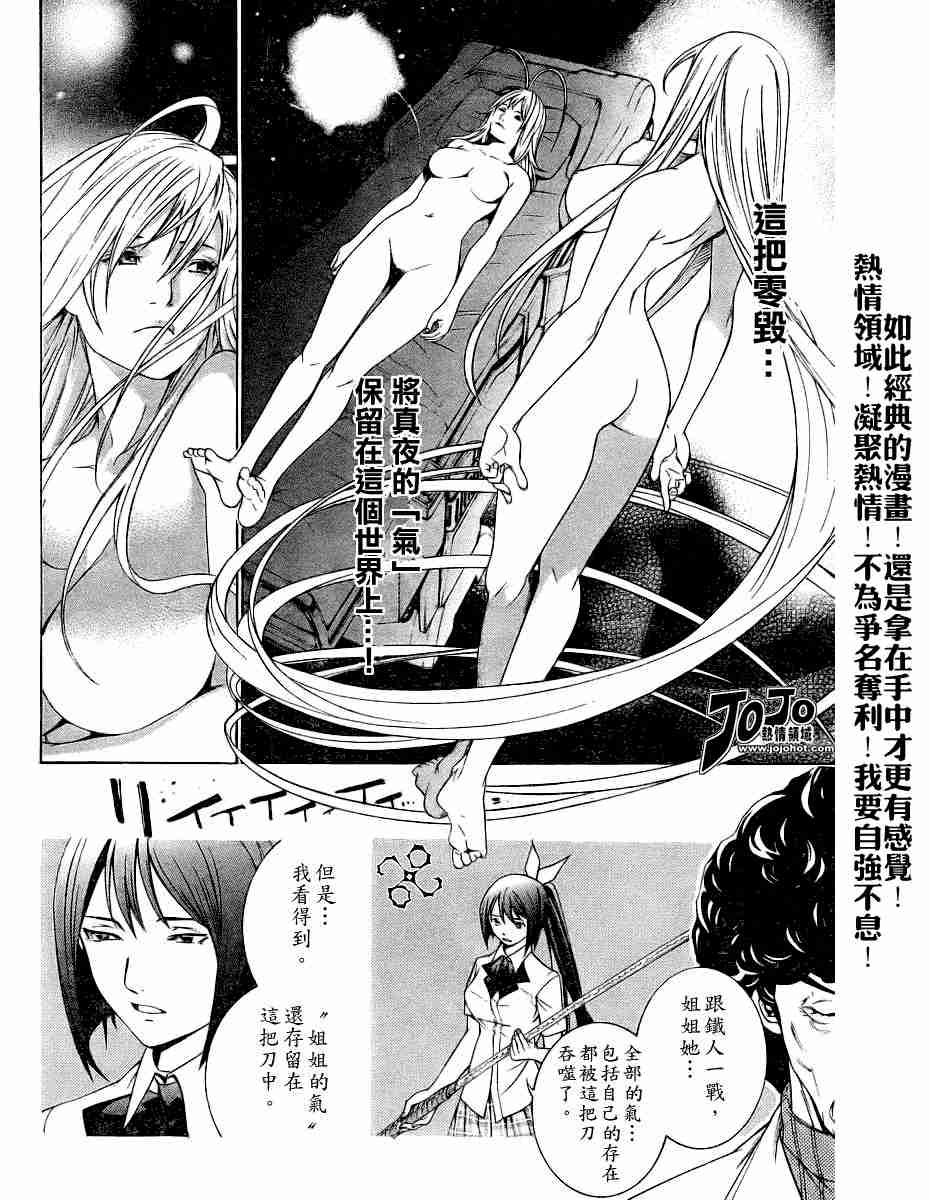 這把零毀…
將真夜的「氣」
保留在這個世界上…！
跟鐵人一戰，
姐姐她…
全部的氣…
包括自己的存在
都被這把刀
吞噬了。
但是…
我看得到。
〝姐姐的氣〞
還存留在
這把刀中。
ィィィィィィィ
如此經典的漫畫！還是拿在手中才更有感覺！
熱情領域！凝聚熱情！不為爭名奪利！我要自強不息！
JOJO
熱情領域
www.jojohot.com